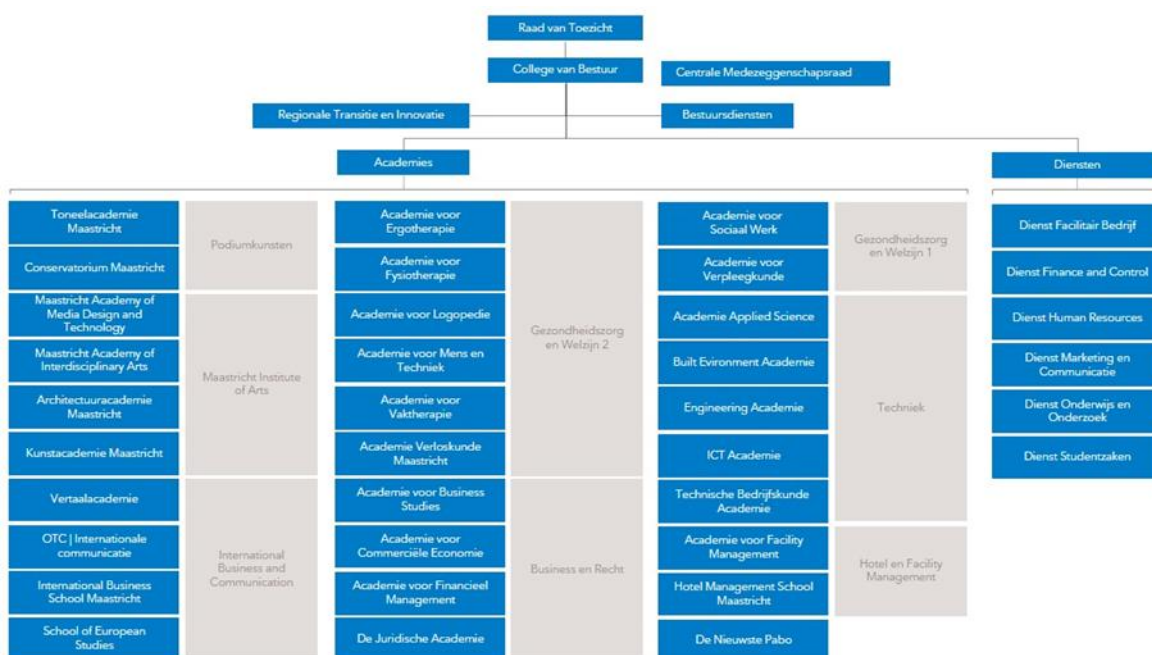 Raad van Toezicht
College van Bestuur
Centrale Medezeggenschapsraad
Regionale Transitie en Innovatie
Bestuursdiensten
Academies
Diensten
Toneelacademie
Maastricht
Conservatorium Maastricht
Podiumkunsten
Maastricht Academy of
Media Design and
Technology
Maastricht Academy of
Interdisciplinary Arts
Architectuuracademie
Maastricht
Kunstacademie Maastricht
Maastricht Institute
of Arts
Vertaalacademie
OTC | Internationale
communicatie
International Business
School Maastricht
School of European
Studies
International
Business and
Communication
Academie voor
Ergotherapie
Academie voor
Fysiotherapie
Academie voor Logopedie
Academie voor Mens en
Techniek
Academie voor
Vaktherapie
Academie Verloskunde
Maastricht
Gezondheidszorg
en Welzijn 2
Academie voor Business
Studies
Academie voor
Commerciële Economie
Academie voor Financieel
Management
De Juridische Academie
Business en Recht
Academie voor
Sociaal Werk
Academie voor
Verpleegkunde
Gezondheidszorg
en Welzijn 1
Academie Applied Science
Built Evironment Academie
Engineering Academie
ICT Academie
Technische Bedrijfskunde
Academie
Techniek
Academie voor Facility
Management
Hotel Management School
Maastricht
Hotel en Facility
Management
De Nieuwste Pabo
Dienst Facilitair Bedrijf
Dienst Finance and Control
Dienst Human Resources
Dienst Marketing en
Communicatie
Dienst Onderwijs en
Onderzoek
Dienst Studentzaken